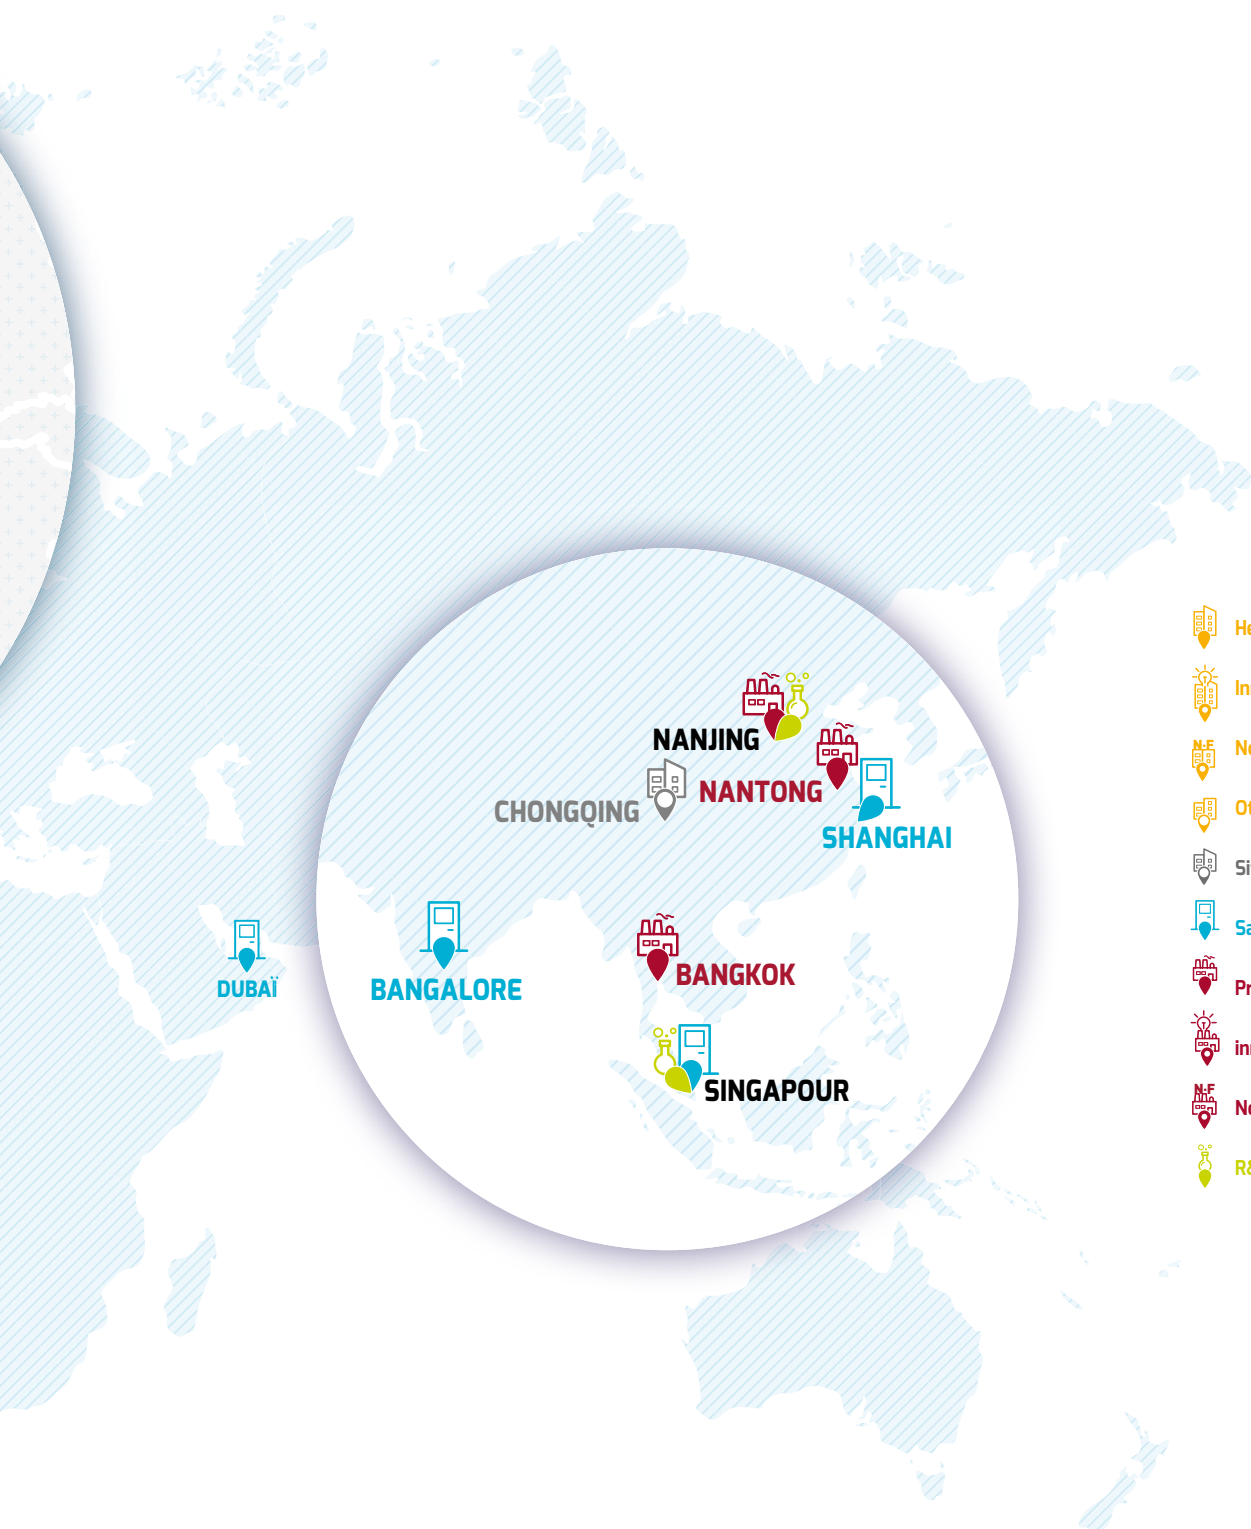 NANJING
NANTONG
CHONGQING
SHANGHAI
DUBAÏ
BANGALORE
BANGKOK
SINGAPOUR
N-F
N-F
R&